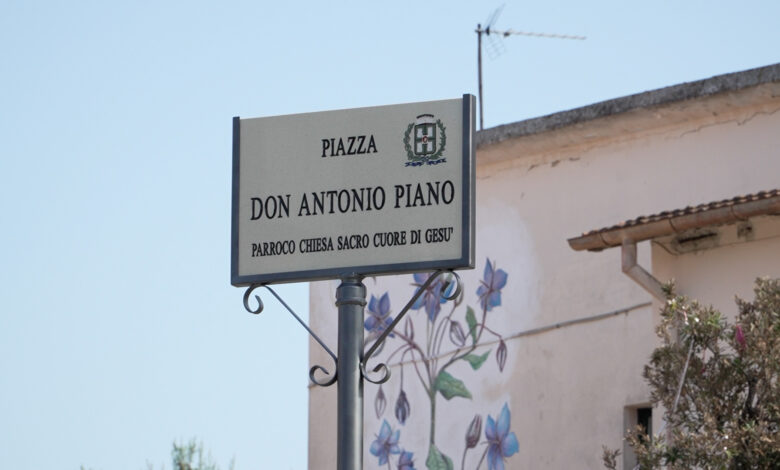 PIAZZA
DON ANTONIO PIANO
PARROCO CHIESA SACRO CUORE DI GESU'